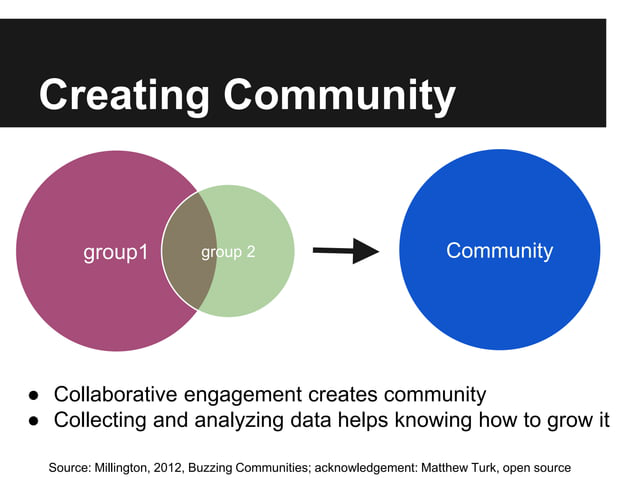 Creating Community
group1
group 2
Community
● Collaborative engagement creates community
● Collecting and analyzing data helps knowing how to grow it
Source: Millington, 2012, Buzzing Communities; acknowledgement: Matthew Turk, open source